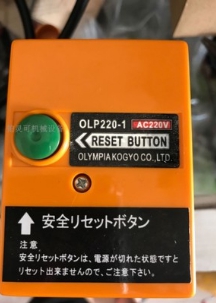 OLP220-1 AC220V
RESET BUTTON
OLYMPIA KOGYO CO.,LTD.
安全リセットボタン
注意
安全リセットボタンは、電源が切れた状態ですと
リセット出来ませんので、ご注意下さい。